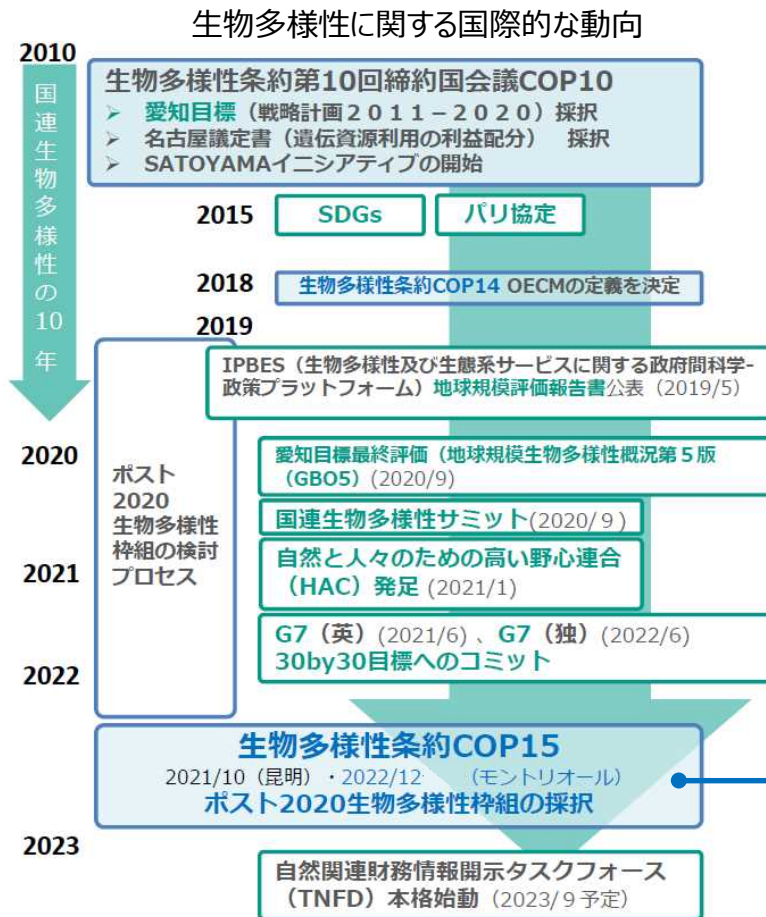 生物多様性に関する国際的な動向
2010
国連生物多様性の10年
生物多様性条約第10回締約国会議COP10
➢ 愛知目標（戦略計画２０１１－２０２０）採択
➢ 名古屋議定書（遺伝資源利用の利益配分）　採択
➢ SATOYAMAイニシアティブの開始
2015
SDGs
パリ協定
2018
生物多様性条約COP14 OECMの定義を決定
2019
IPBES（生物多様性及び生態系サービスに関する政府間科学-
政策プラットフォーム）地球規模評価報告書公表（2019/5）
2020
ポスト
2020
生物多様性
枠組の検討
プロセス
愛知目標最終評価（地球規模生物多様性概況第５版
（GBO5）(2020/9)
国連生物多様性サミット(2020/９)
2021
自然と人々のための高い野心連合
（HAC）発足 (2021/1)
G7（英）(2021/6) 、G7（独）(2022/6)
30by30目標へのコミット
2022
生物多様性条約COP15
2021/10（昆明）・2022/12　（モントリオール）
ポスト2020生物多様性枠組の採択
2023
自然関連財務情報開示タスクフォース
（TNFD）本格始動（2023/９予定）